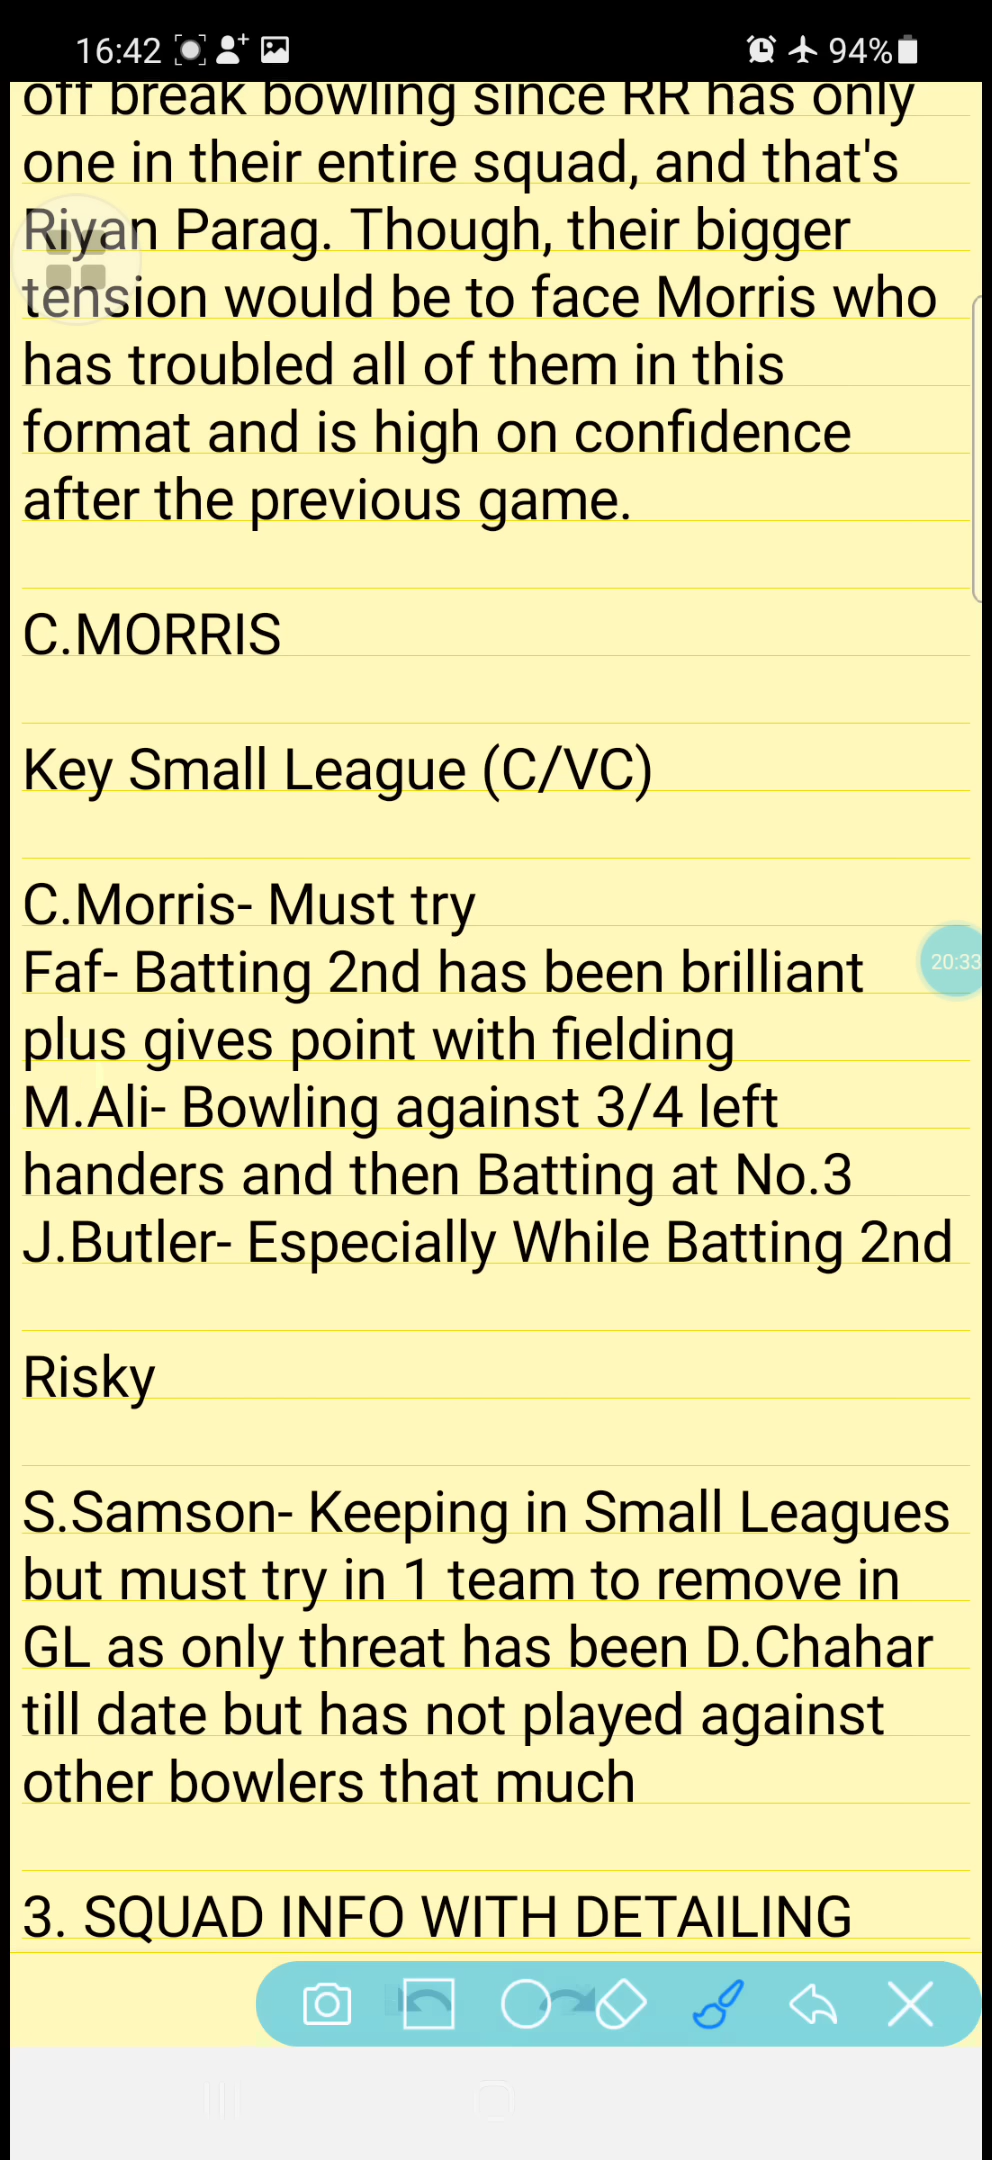 16:42
94%
off break bowling since RR has only
one in their entire squad, and that's
Riyan Parag. Though, their bigger
tension would be to face Morris who
has troubled all of them in this
format and is high on confidence
after the previous game.
C.MORRIS
Key Small League (C/VC)
C.Morris- Must try
Faf- Batting 2nd has been brilliant
20:33
plus gives point with fielding
M.Ali- Bowling against 3/4 left
handers and then Batting at No.3
J.Butler- Especially While Batting 2nd
Risky
S.Samson- Keeping in Small Leagues
but must try in 1 team to remove in
GL as only threat has been D.Chahar
till date but has not played against
other bowlers that much
3. SQUAD INFO WITH DETAILING